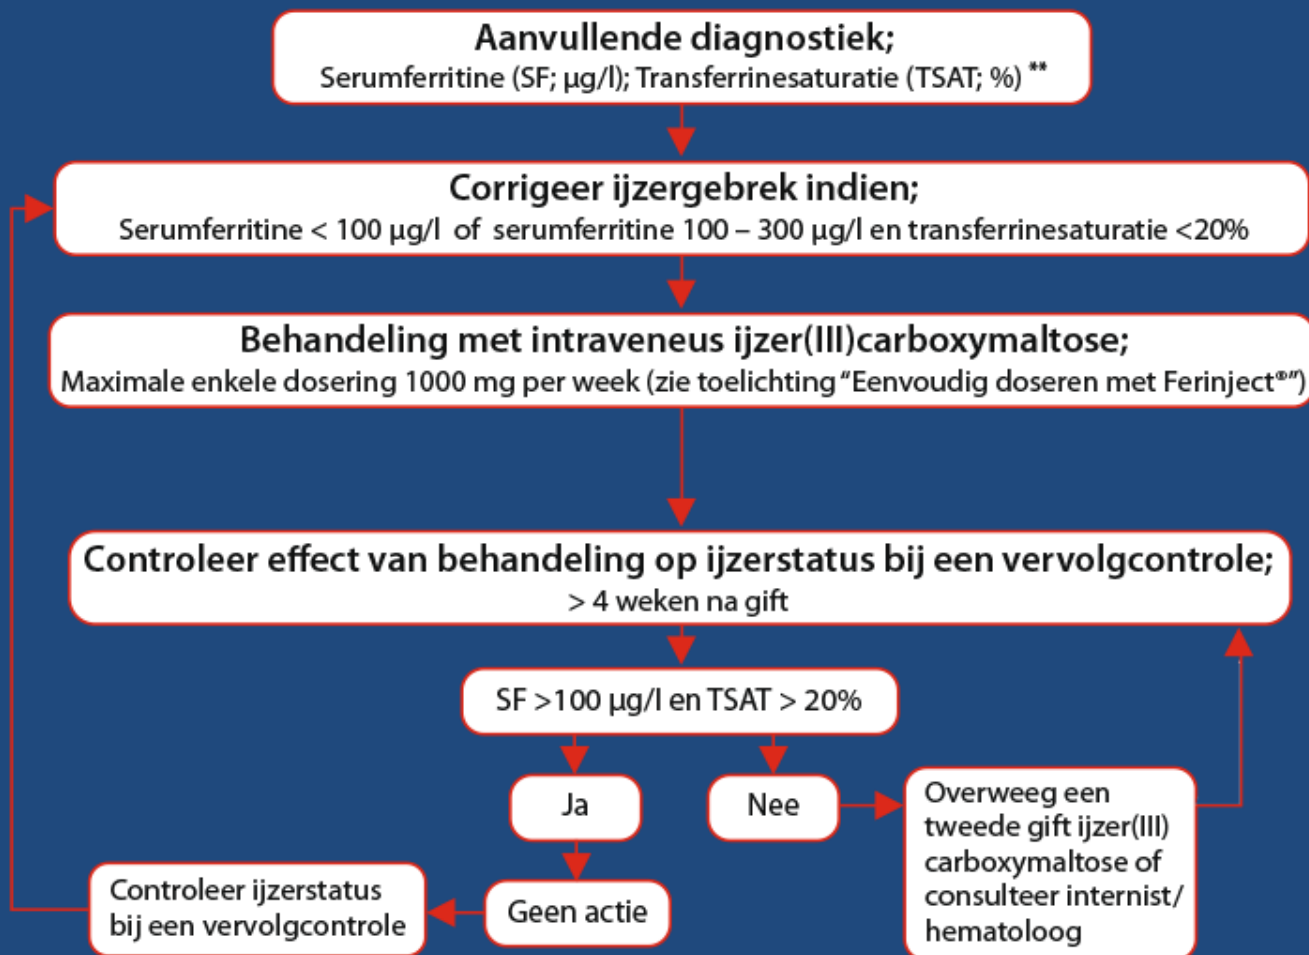 Aanvullende diagnostiek;
Serumferritine (SF; µg/l); Transferrinesaturatie (TSAT; %) **
Corrigeer ijzergebrek indien;
Serumferritine < 100 µg/l of serumferritine 100 – 300 µg/l en transferrinesaturatie <20%
Behandeling met intraveneus ijzer(III)carboxymaltose;
Maximale enkele dosering 1000 mg per week (zie toelichting "Eenvoudig doseren met Ferinject®")
Controleer effect van behandeling op ijzerstatus bij een vervolgcontrole;
> 4 weken na gift
SF >100 µg/l en TSAT > 20%
Ja
Nee
Overweeg een
tweede gift ijzer(III)
carboxymaltose of
consulteer internist/
hematoloog
Geen actie
Controleer ijzerstatus
bij een vervolgcontrole